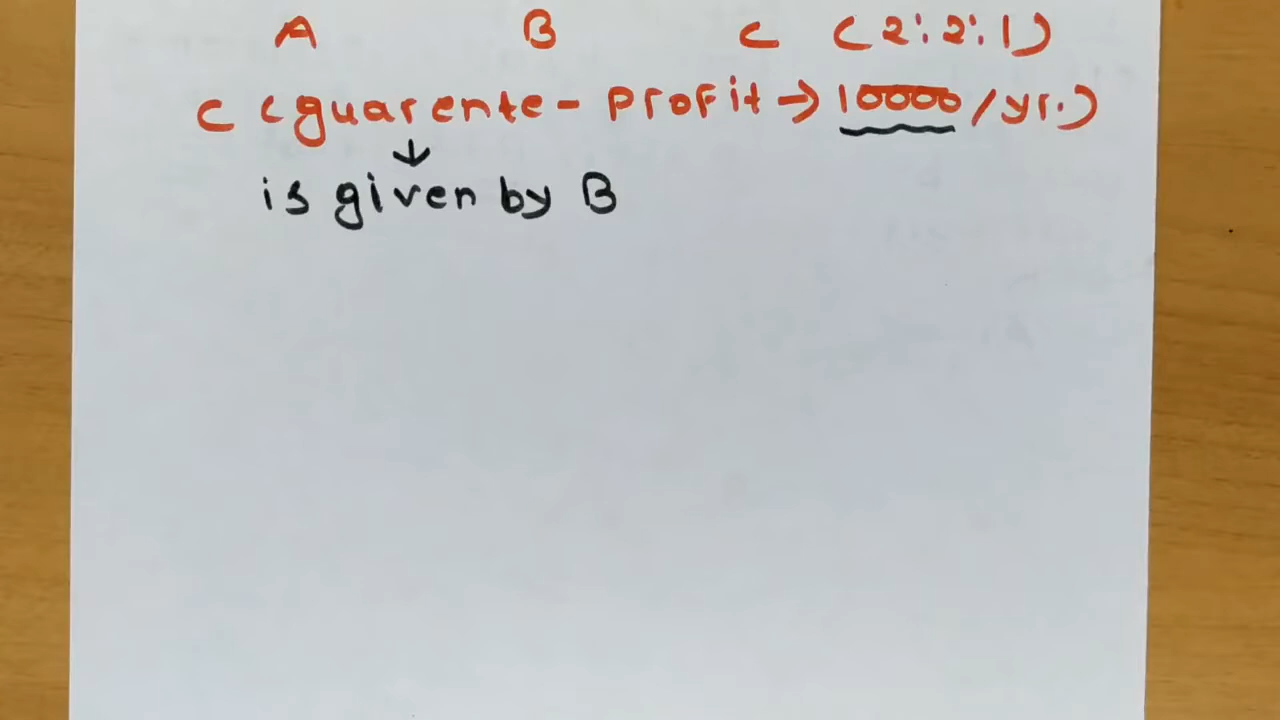 A B C (2:2:1)
C (guarente - Profit → 10000/yr.)
↓
is given by B